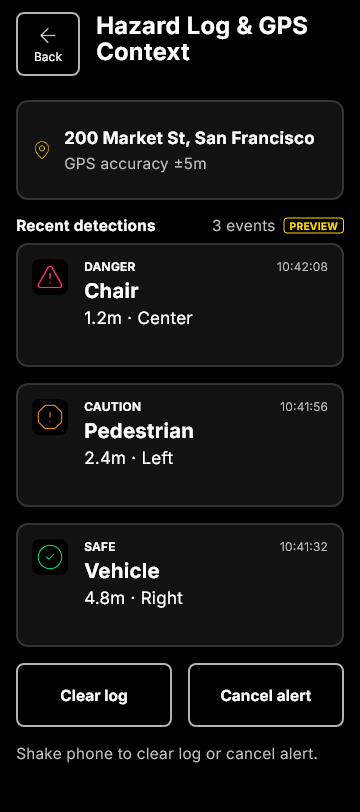 Back
Hazard Log & GPS
Context
200 Market St, San Francisco
GPS accuracy ±5m
Recent detections 3 events PREVIEW
DANGER 10:42:08
Chair
1.2m · Center
CAUTION 10:41:56
Pedestrian
2.4m · Left
SAFE 10:41:32
Vehicle
4.8m · Right
Clear log Cancel alert
Shake phone to clear log or cancel alert.